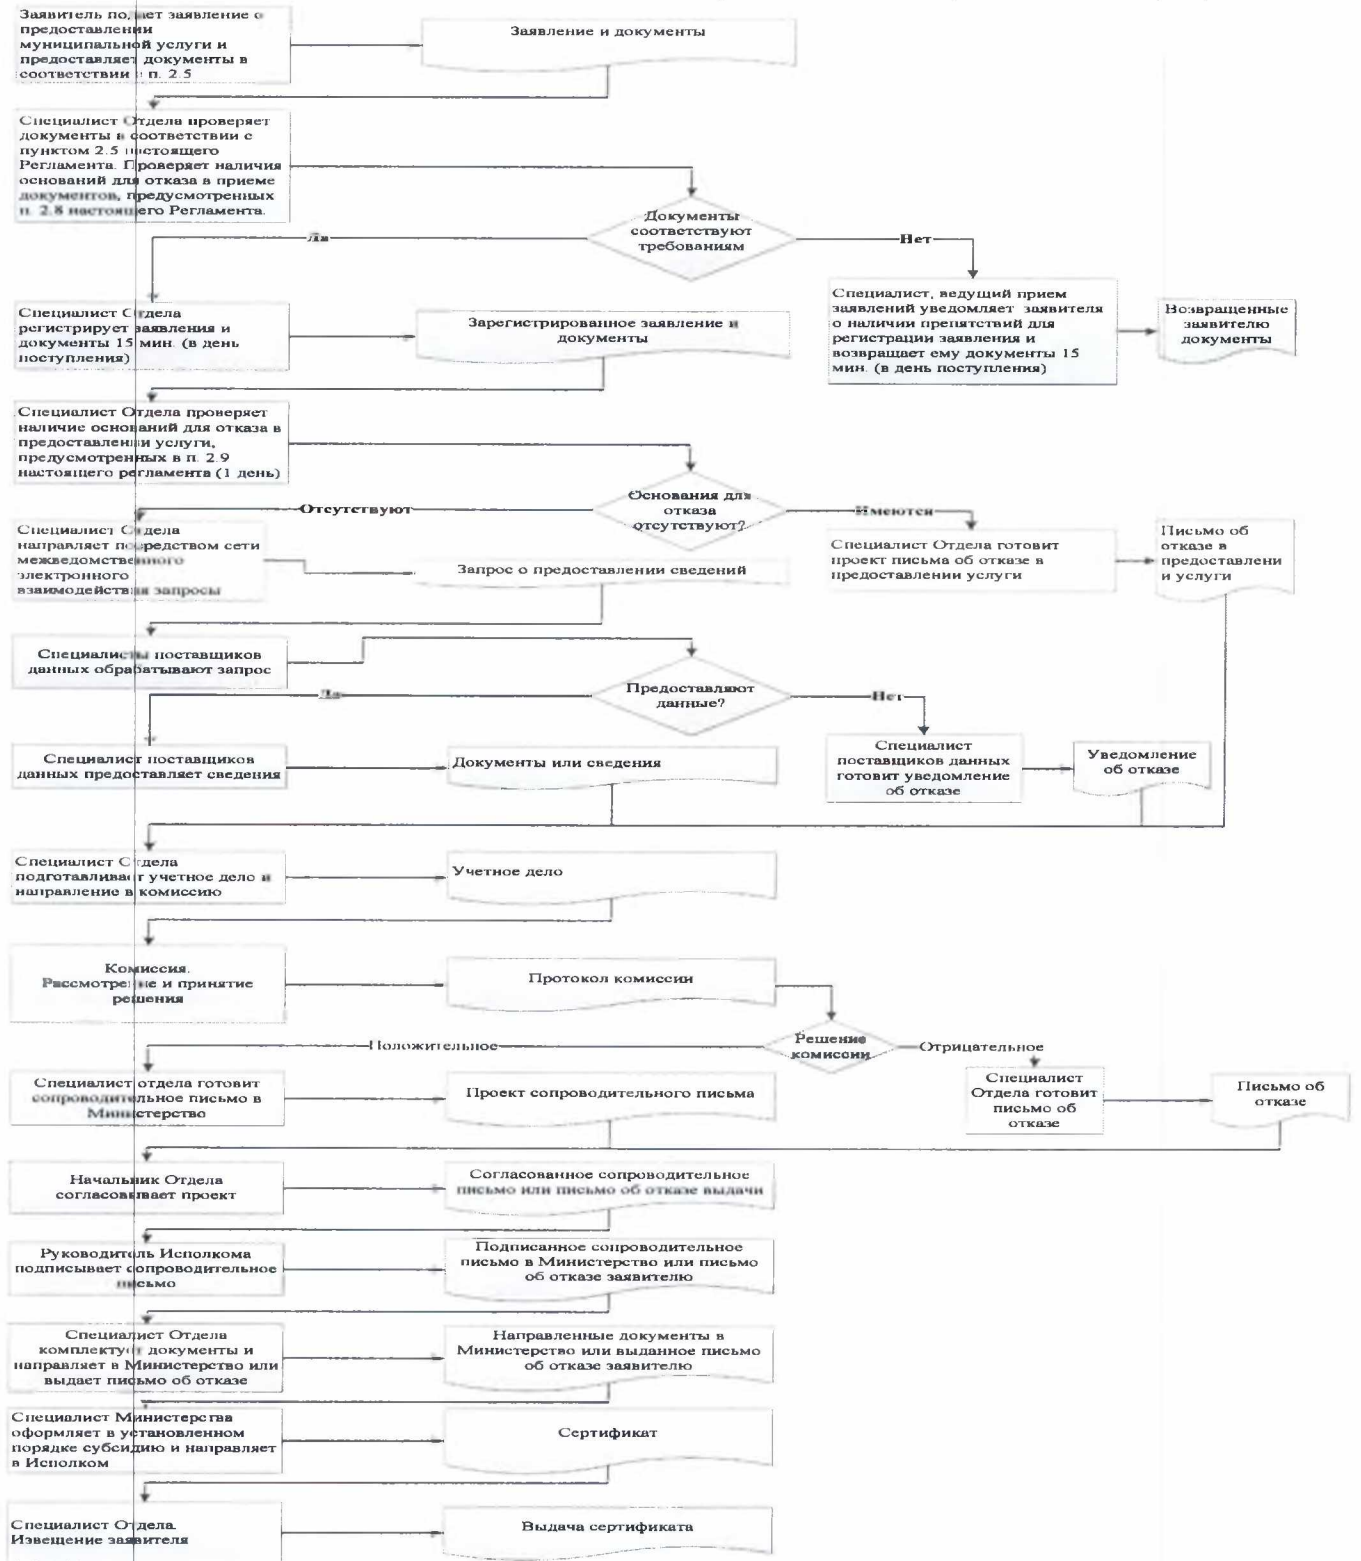 Заявитель подает заявление о
предоставлении
муниципальной услуги и
предоставляет документы в
соответствии п. 2.5
Заявление и документы
Специалист Отдела проверяет
документы в соответствии с
пунктом 2.5 настоящего
Регламента. Проверяет наличия
оснований для отказа в приеме
документов, предусмотренных
п. 2.8 настоящего Регламента.
Документы
соответствуют
требованиям
Да
Нет
Специалист Отдела
регистрирует заявления и
документы 15 мин. (в день
поступления)
Зарегистрированное заявление и
документы
Специалист, ведущий прием
заявлений уведомляет заявителя
о наличии препятствий для
регистрации заявления и
возвращает ему документы 15
мин. (в день поступления)
Возвращенные
заявителю
документы
Специалист Отдела проверяет
наличие оснований для отказа в
предоставлении услуги,
предусмотренных в п. 2.9
настоящего регламента (1 день)
Основания для
отказа
отсутствуют?
Отсутствуют
Имеются
Специалист Отдела
направляет посредством сети
межведомственного
электронного
взаимодействия запросы
Запрос о предоставлении сведений
Специалист Отдела готовит
проект письма об отказе в
предоставлении услуги
Письмо об
отказе в
предоставлени
и услуги
Специалисты поставщиков
данных обрабатывают запрос
Предоставляют
данные?
Да
Нет
Специалист поставщиков
данных предоставляет сведения
Документы или сведения
Специалист
поставщиков данных
готовит уведомление
об отказе
Уведомление
об отказе
Специалист Отдела
подготавливает учетное дело и
направление в комиссию
Учетное дело
Комиссия.
Рассмотрение и принятие
решения
Протокол комиссии
Решение
комиссии
Положительное
Отрицательное
Специалист отдела готовит
сопроводительное письмо в
Министерство
Проект сопроводительного письма
Специалист
Отдела готовит
письмо об
отказе
Письмо об
отказе
Начальник Отдела
согласовывает проект
Согласованное сопроводительное
письмо или письмо об отказе выдачи
Руководитель Исполкома
подписывает сопроводительное
письмо
Подписанное сопроводительное
письмо в Министерство или письмо
об отказе заявителю
Специалист Отдела
комплектует документы и
направляет в Министерство или
выдает письмо об отказе
Направленные документы в
Министерство или выданное письмо
об отказе заявителю
Специалист Министерства
оформляет в установленном
порядке субсидию и направляет
в Исполком
Сертификат
Специалист Отдела.
Извещение заявителя
Выдача сертификата